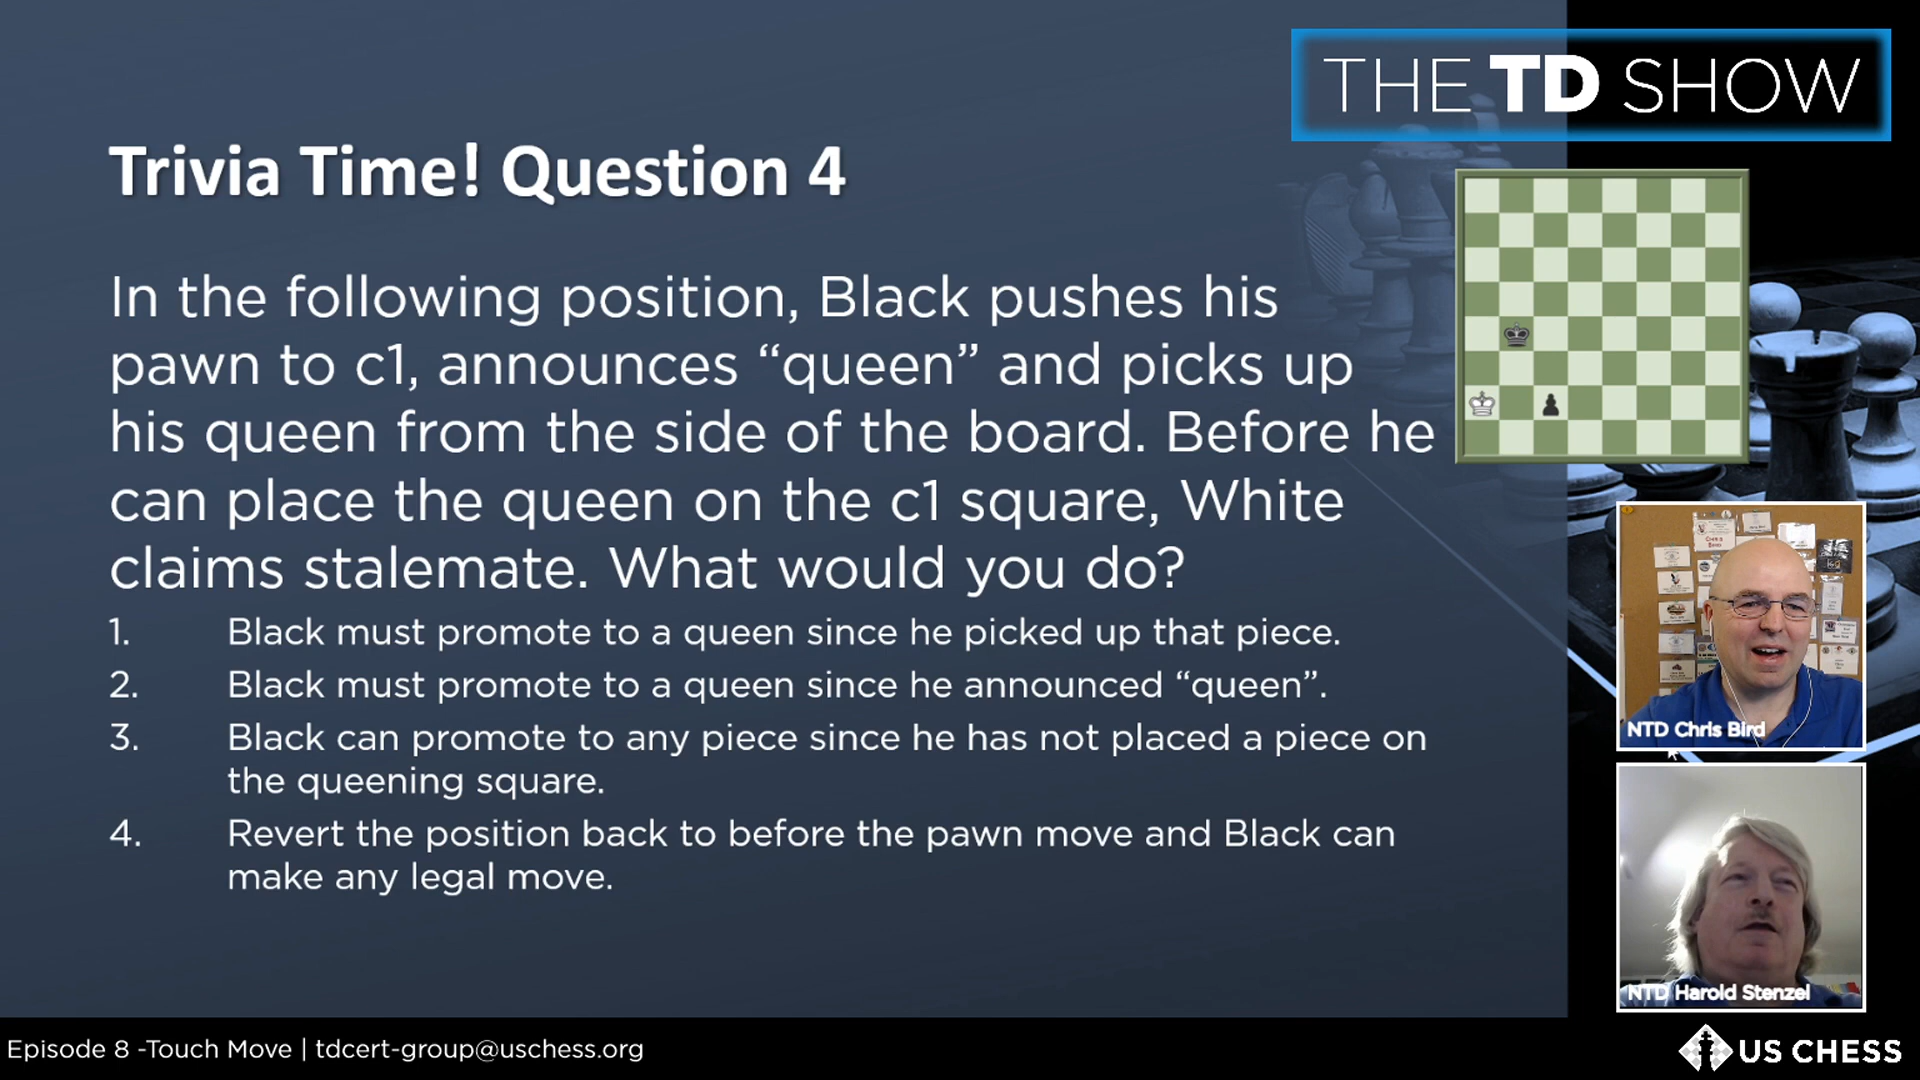 THE TD SHOW
Trivia Time! Question 4
In the following position, Black pushes his
pawn to c1, announces “queen” and picks up
his queen from the side of the board. Before he
can place the queen on the c1 square, White
claims stalemate. What would you do?
1. Black must promote to a queen since he picked up that piece.
2. Black must promote to a queen since he announced “queen”.
3. Black can promote to any piece since he has not placed a piece on
the queening square.
4. Revert the position back to before the pawn move and Black can
make any legal move.
NTD Chris Bird
NTD Harold Stenzel
Episode 8 -Touch Move | tdcert-group@uschess.org
US CHESS